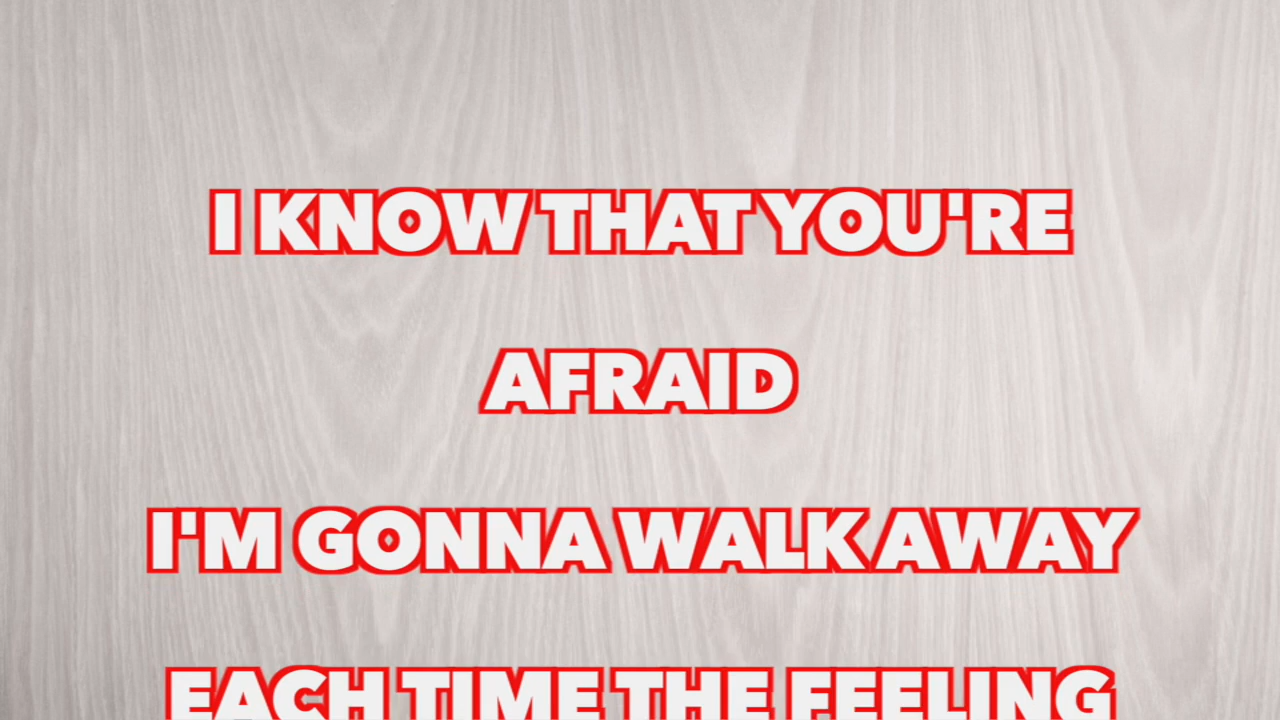 I KNOW THAT YOU'RE
AFRAID
I'M GONNA WALK AWAY
EACH TIME THE FEELING